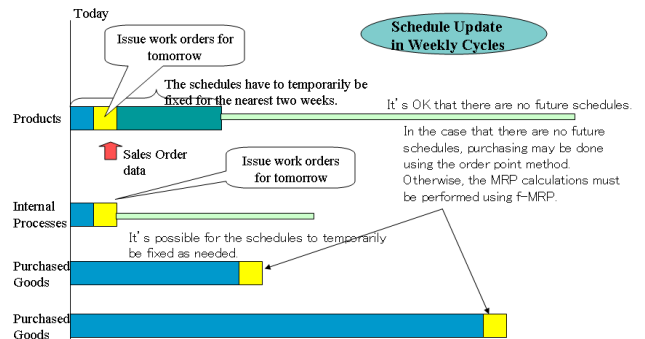 Today
Schedule Update
in Weekly Cycles
Issue work orders for
tomorrow
The schedules have to temporarily be
fixed for the nearest two weeks.
It's OK that there are no future schedules.
Products
In the case that there are no future
schedules, purchasing may be done
using the order point method.
Otherwise, the MRP calculations must
be performed using f-MRP.
Sales Order
data
Issue work orders
for tomorrow
Internal
Processes
It's possible for the schedules to temporarily
be fixed as needed.
Purchased
Goods
Purchased
Goods